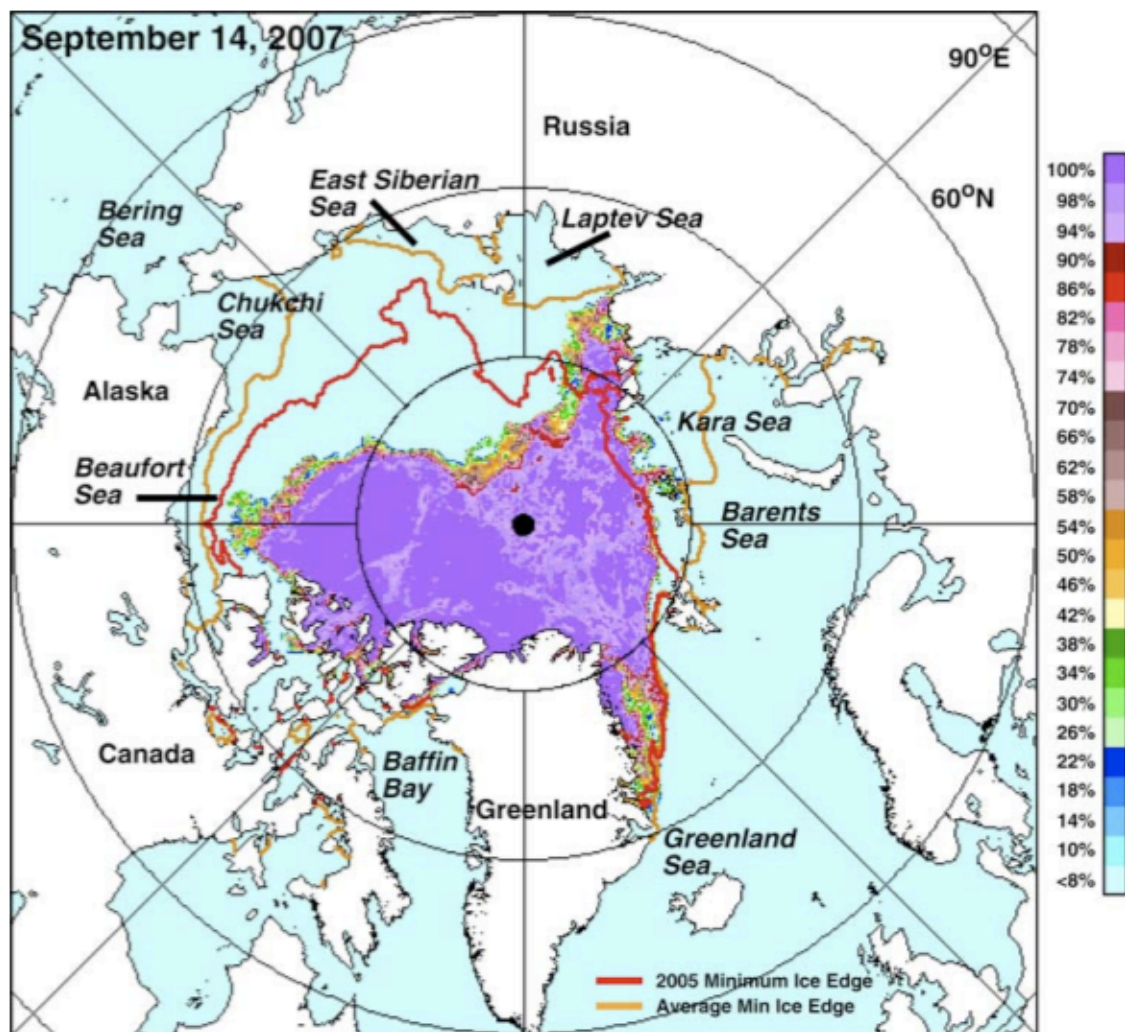 September 14, 2007
90°E
Russia
60°N
East Siberian
Sea
Laptev Sea
Bering
Sea
Chukchi
Sea
Alaska
Kara Sea
Beaufort
Sea
Barents
Sea
Canada
Baffin
Bay
Greenland
Greenland
Sea
2005 Minimum Ice Edge
Average Min Ice Edge
100%
98%
94%
90%
86%
82%
78%
74%
70%
66%
62%
58%
54%
50%
46%
42%
38%
34%
30%
26%
22%
18%
14%
10%
<8%